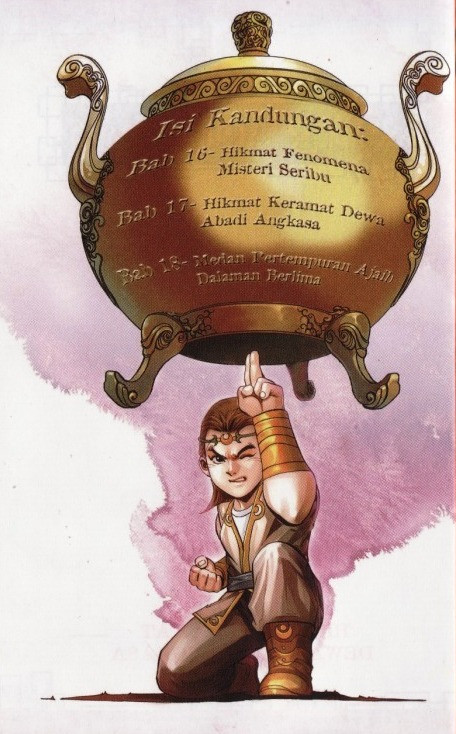 Isi Kandungan:
Bab 16- Hikmat Fenomena
Misteri Seribu
Bab 17- Hikmat Keramat Dewa
Abadi Angkasa
Bab 18- Medan Pertempuran Ajaib
Dalaman Berlima